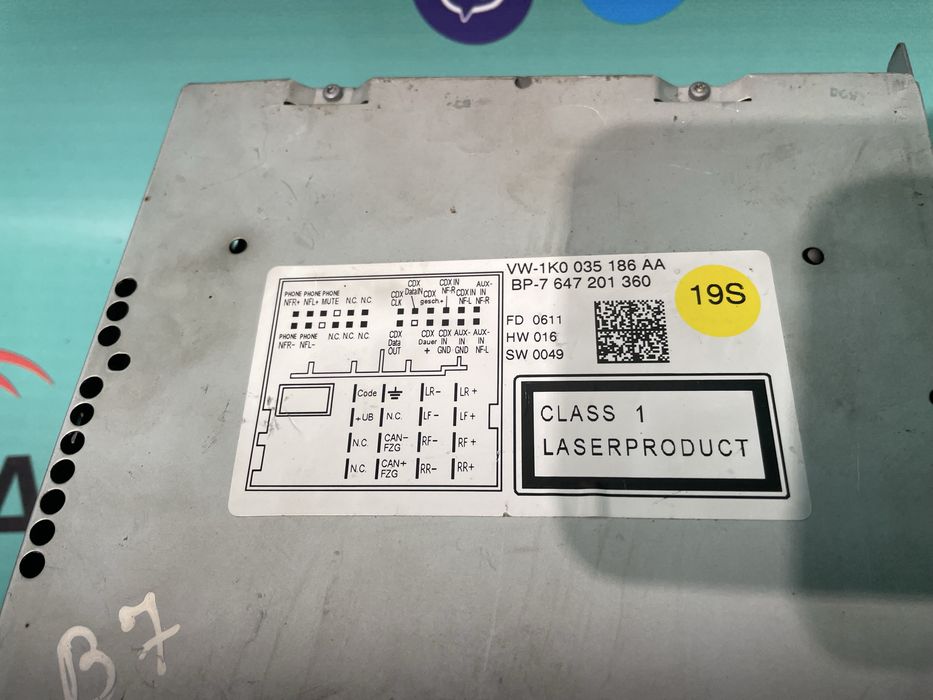 VW-1K0 035 186 AA
BP-7 647 201 360
19S
FD 0611
HW 016
SW 0049
CLASS 1
LASERPRODUCT
PHONE NFR+
PHONE NFL+
PHONE MUTE
N.C.
N.C.
CDX CLK
CDX DataIN
CDX gesch+
CDX IN NF-R
CDX IN NF-L
AUX- IN NF-R
PHONE NFR-
PHONE NFL-
N.C.
N.C.
N.C.
CDX Data OUT
CDX Dauer +
CDX IN GND
AUX- IN GND
AUX- IN NF-L
Code
LR-
LR+
+UB
N.C.
LF-
LF+
N.C.
CAN- FZG
RF-
RF+
N.C.
CAN+ FZG
RR-
RR+
B7